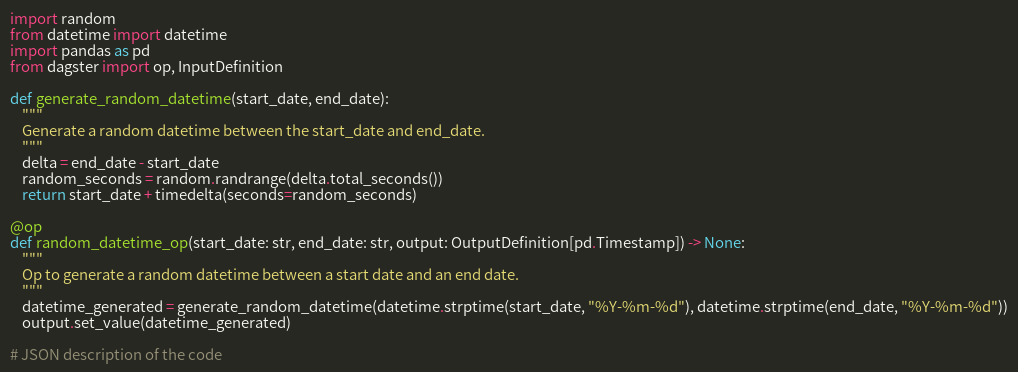 import random
from datetime import datetime
import pandas as pd
from dagster import op, InputDefinition

def generate_random_datetime(start_date, end_date):
    """
    Generate a random datetime between the start_date and end_date.
    """
    delta = end_date - start_date
    random_seconds = random.randrange(delta.total_seconds())
    return start_date + timedelta(seconds=random_seconds)

@op
def random_datetime_op(start_date: str, end_date: str, output: OutputDefinition[pd.Timestamp]) -> None:
    """
    Op to generate a random datetime between a start date and an end date.
    """
    datetime_generated = generate_random_datetime(datetime.strptime(start_date, "%Y-%m-%d"), datetime.strptime(end_date, "%Y-%m-%d"))
    output.set_value(datetime_generated)

# JSON description of the code